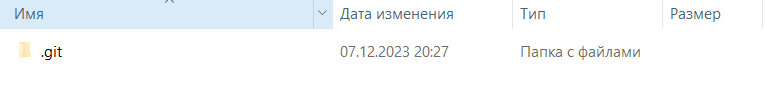 Имя Дата изменения Тип Размер
.git 07.12.2023 20:27 Папка с файлами